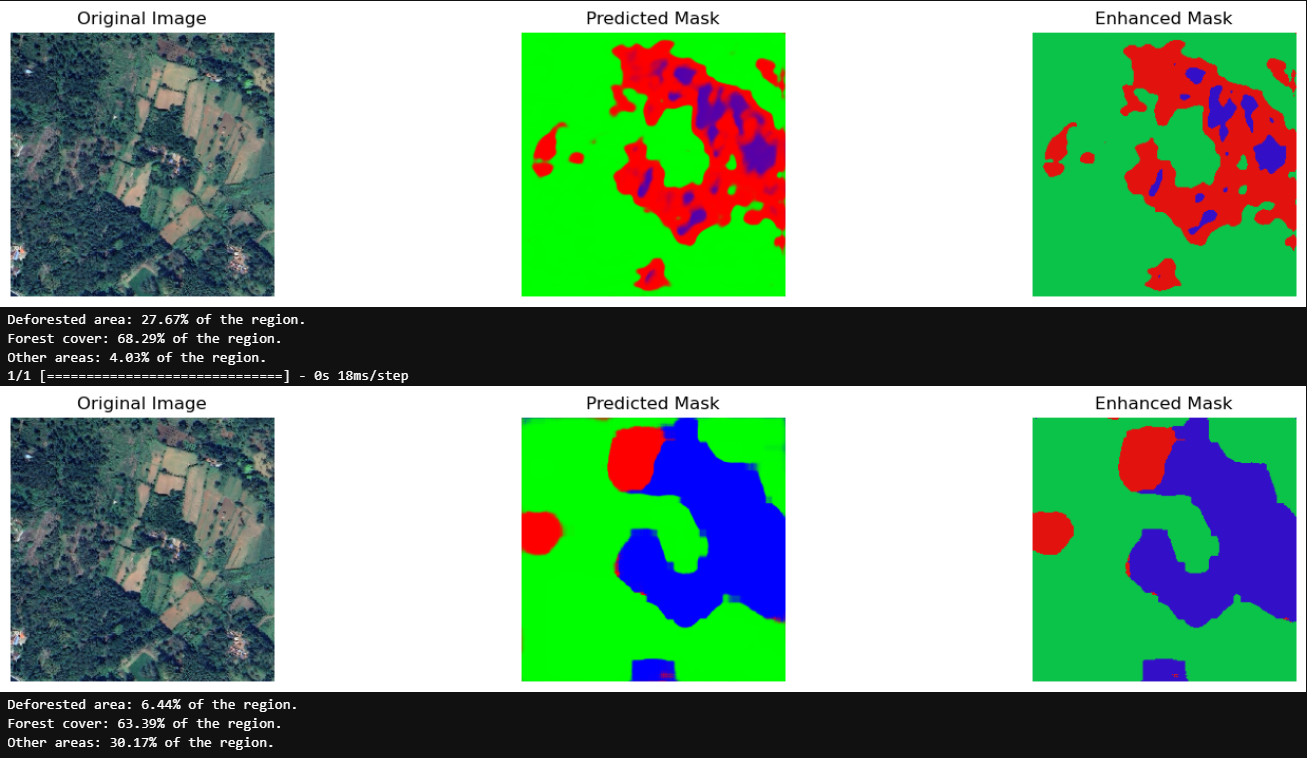 Original Image Predicted Mask Enhanced Mask
Deforested area: 27.67% of the region.
Forest cover: 68.29% of the region.
Other areas: 4.03% of the region.
1/1 [==============================] - 0s 18ms/step
Original Image Predicted Mask Enhanced Mask
Deforested area: 6.44% of the region.
Forest cover: 63.39% of the region.
Other areas: 30.17% of the region.